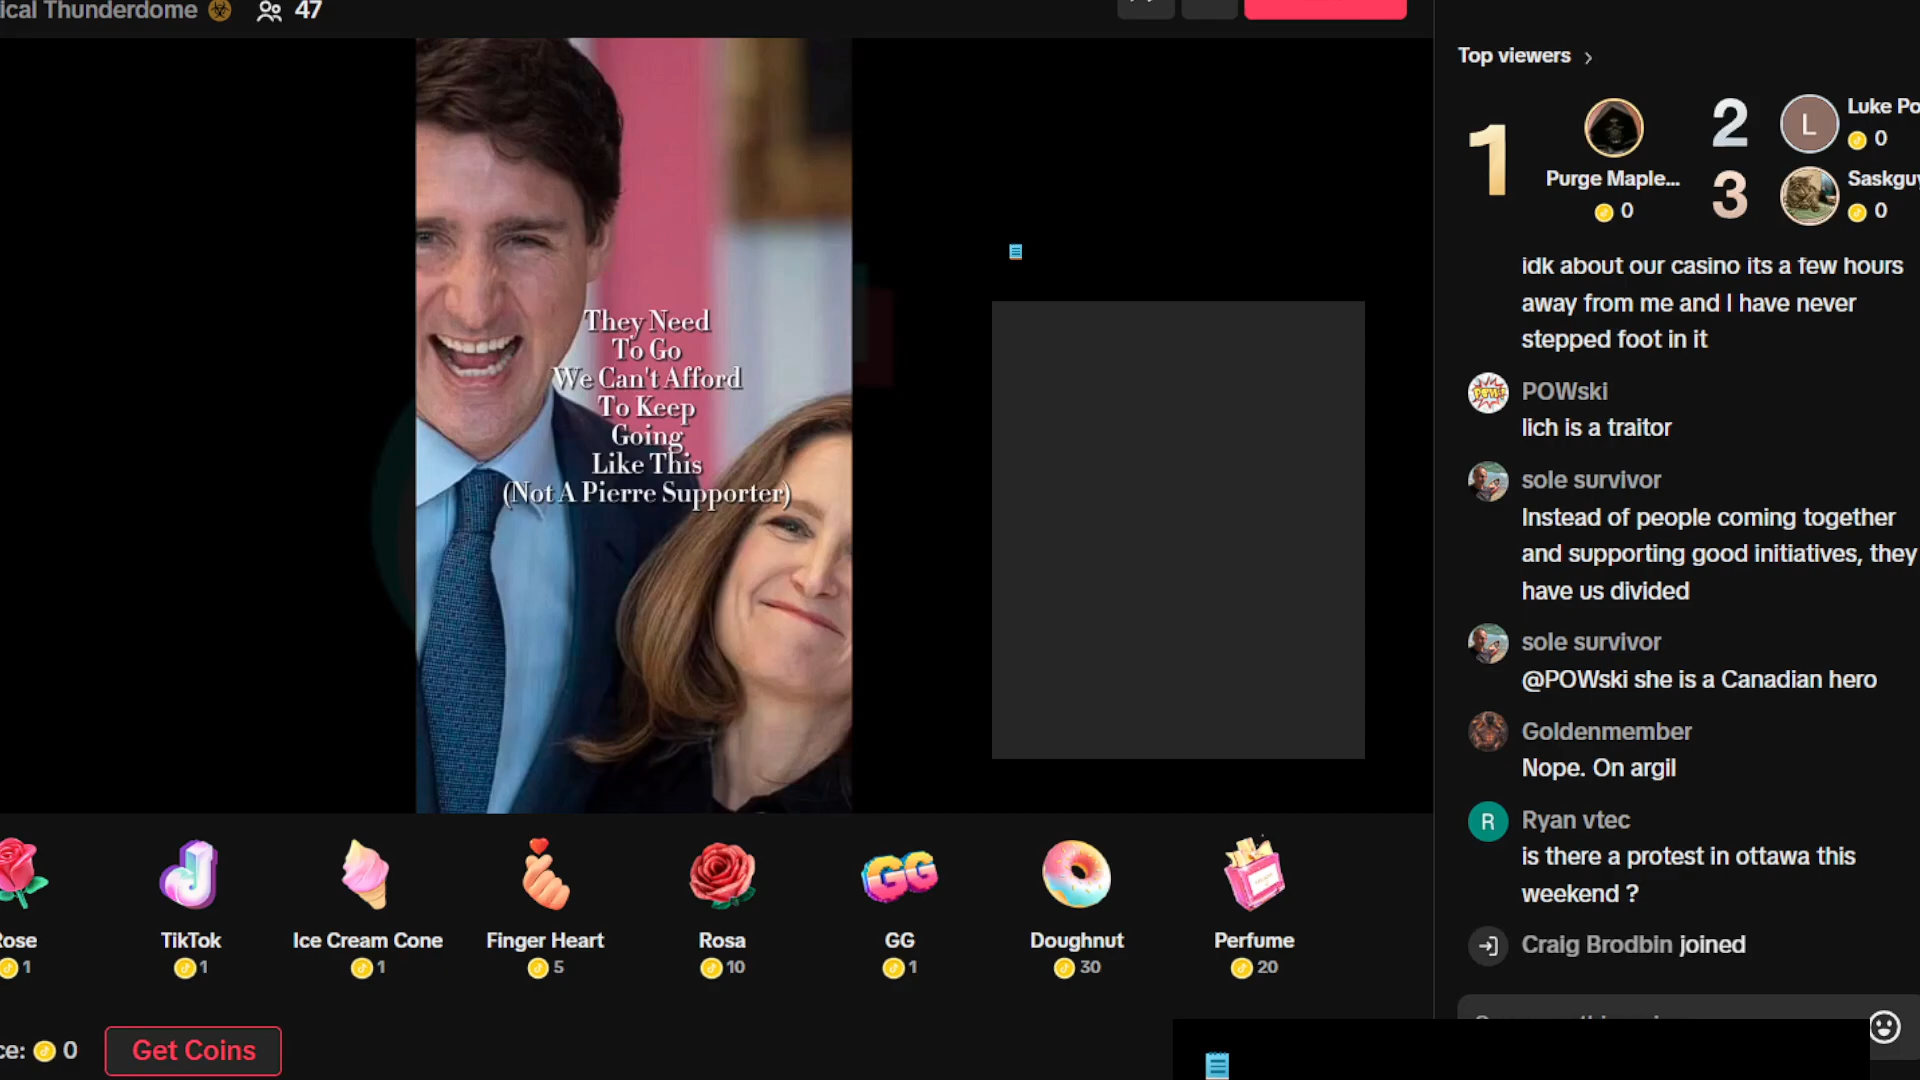 ical Thunderdome
47
They Need
To Go
We Can't Afford
To Keep
Going
Like This
(Not A Pierre Supporter)
Top viewers
1
Purge Maple...
0
2
Luke Po
0
3
Saskguy
0
L
idk about our casino its a few hours
away from me and I have never
stepped foot in it
POWski
lich is a traitor
sole survivor
Instead of people coming together
and supporting good initiatives, they
have us divided
sole survivor
@POWski she is a Canadian hero
Goldenmember
Nope. On argil
R
Ryan vtec
is there a protest in ottawa this
weekend ?
Craig Brodbin joined
Rose
1
TikTok
1
Ice Cream Cone
1
Finger Heart
5
Rosa
10
GG
GG
1
Doughnut
30
Perfume
20
ce: 0
Get Coins